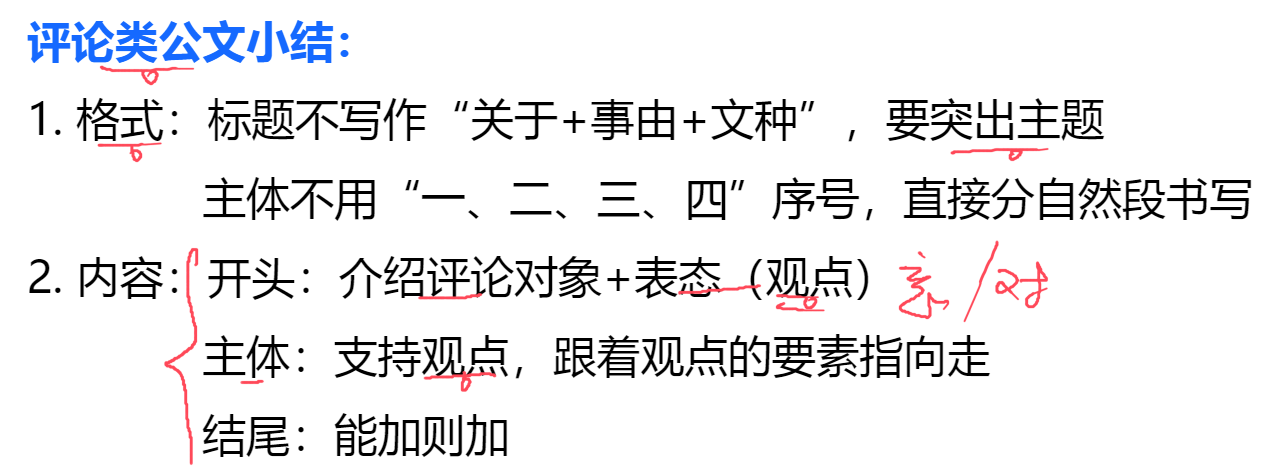 评论类公文小结：
1. 格式：标题不写作“关于+事由+文种”，要突出主题
主体不用“一、二、三、四”序号，直接分自然段书写
2. 内容：开头：介绍评论对象+表态（观点） /对
主体：支持观点，跟着观点的要素指向走
结尾：能加则加